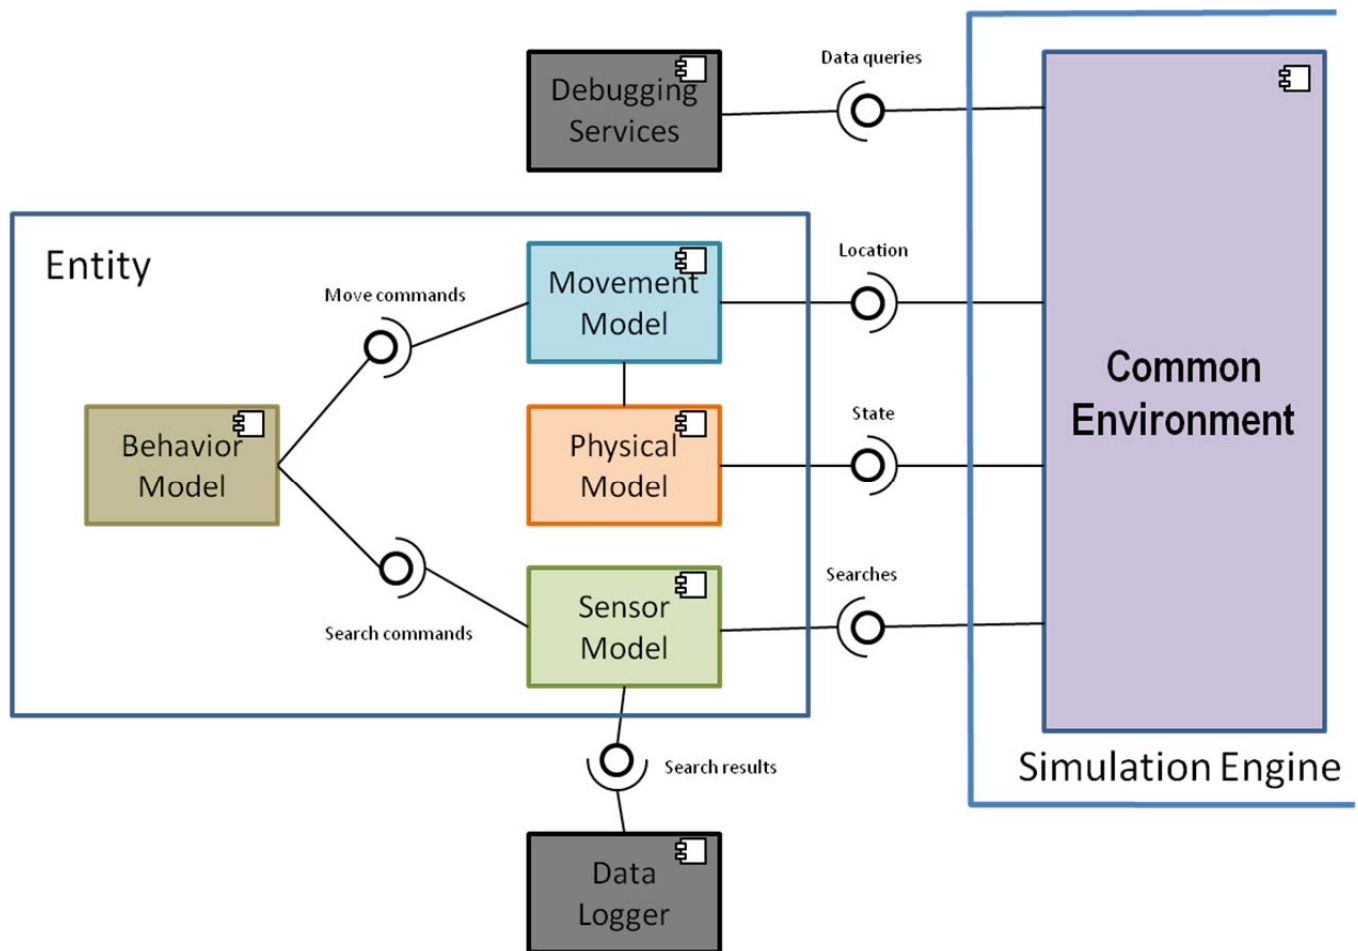 Data queries
Debugging
Services
Entity
Move commands
Movement
Model
Location
Common
Environment
Behavior
Model
Physical
Model
State
Search commands
Sensor
Model
Searches
Search results
Simulation Engine
Data
Logger